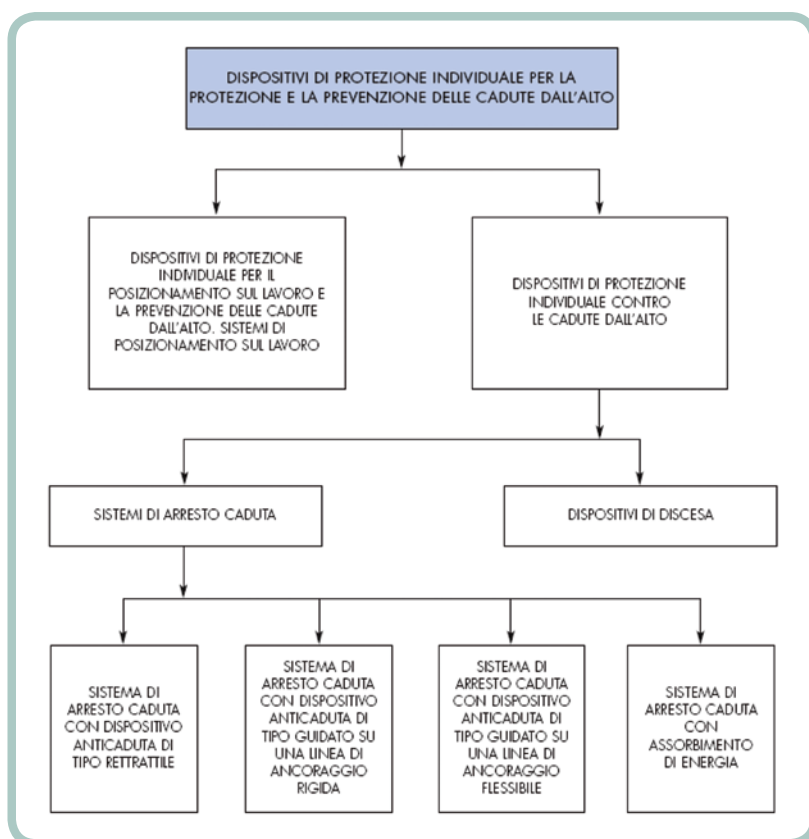 DISPOSITIVI DI PROTEZIONE INDIVIDUALE PER LA
PROTEZIONE E LA PREVENZIONE DELLE CADUTE DALL'ALTO
DISPOSITIVI DI PROTEZIONE
INDIVIDUALE PER IL
POSIZIONAMENTO SUL LAVORO E
LA PREVENZIONE DELLE CADUTE
DALL'ALTO. SISTEMI DI
POSIZIONAMENTO SUL LAVORO
DISPOSITIVI DI PROTEZIONE
INDIVIDUALE CONTRO
LE CADUTE DALL'ALTO
SISTEMI DI ARRESTO CADUTA
DISPOSITIVI DI DISCESA
SISTEMA DI
ARRESTO CADUTA
CON DISPOSITIVO
ANTICADUTA DI
TIPO RETTRATTILE
SISTEMA DI
ARRESTO CADUTA
CON DISPOSITIVO
ANTICADUTA DI
TIPO GUIDATO SU
UNA LINEA DI
ANCORAGGIO
RIGIDA
SISTEMA DI
ARRESTO CADUTA
CON DISPOSITIVO
ANTICADUTA DI
TIPO GUIDATO SU
UNA LINEA DI
ANCORAGGIO
FLESSIBILE
SISTEMA DI
ARRESTO CADUTA
CON
ASSORBIMENTO
DI ENERGIA